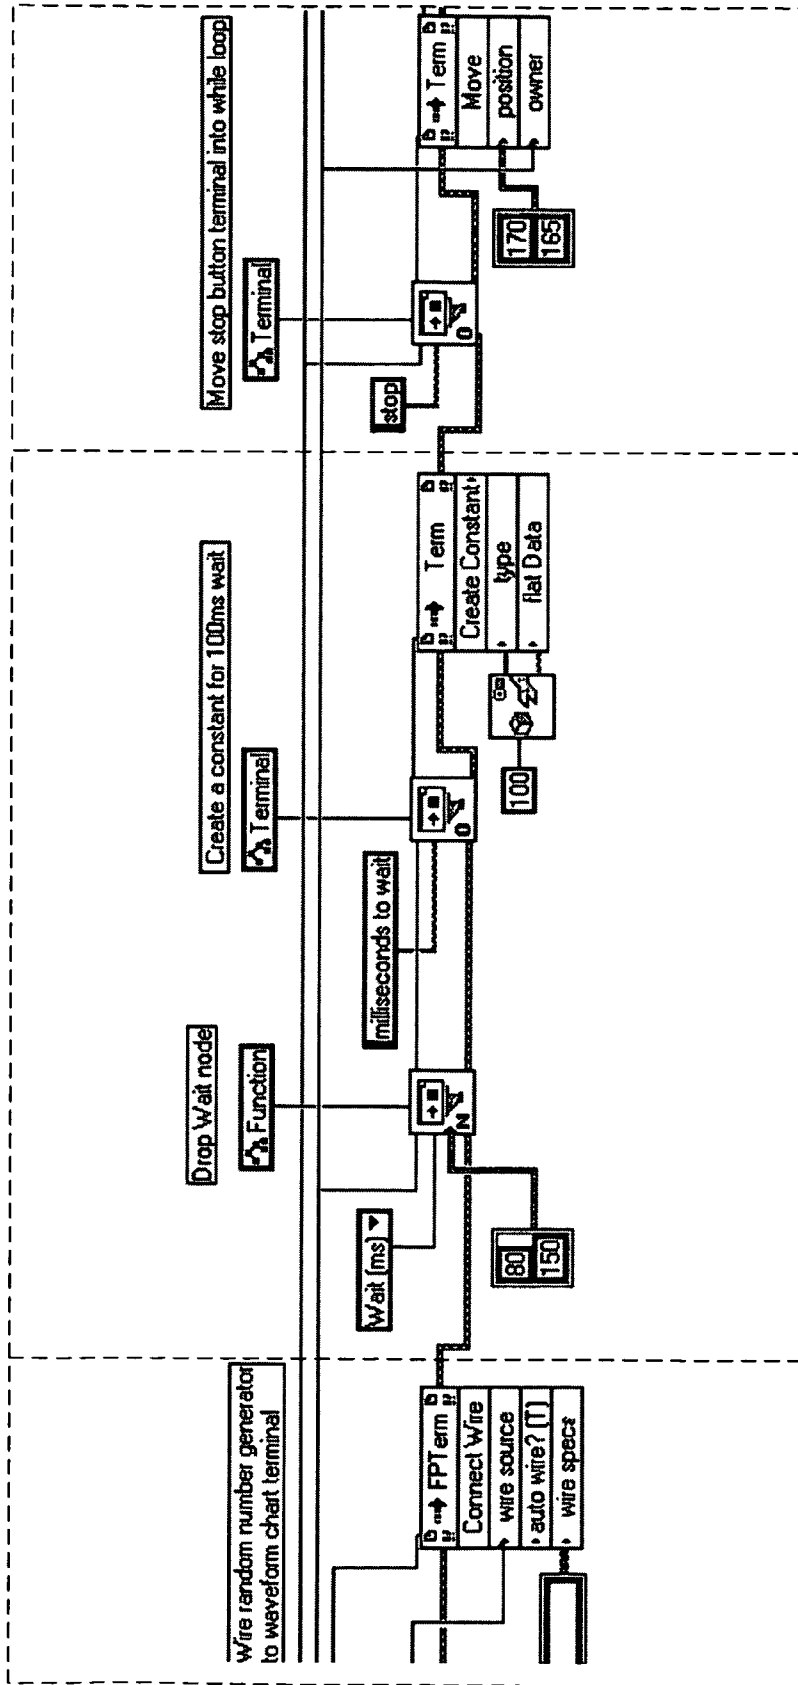 Wire random number generator
to waveform chart terminal
FPTerm
Connect Wire
wire source
auto wire? (T)
wire specs
Drop Wait node
Function
Wait (ms)
N
80
150
Create a constant for 100ms wait
Terminal
milliseconds to wait
O
100
Term
Create Constant
type
flat Data
Move stop button terminal into while loop
Terminal
stop
O
170
165
Term
Move
position
owner